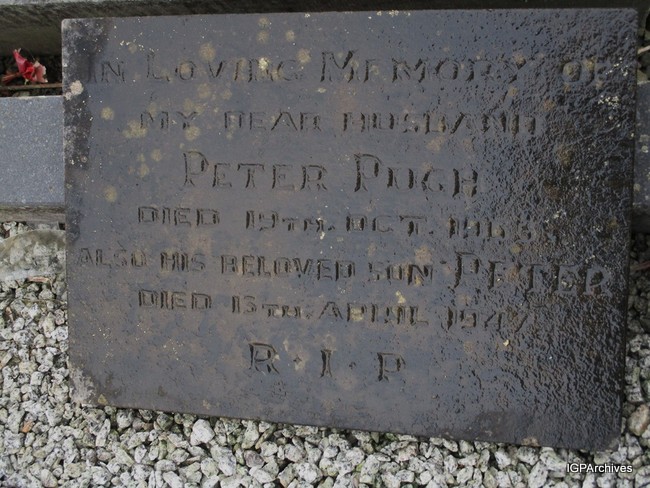 In Loving Memory of
MY DEAR HUSBAND
PETER PUGH
DIED 19TH. OCT.
ALSO HIS BELOVED SON PETER
DIED 13TH APRIL 1947
R.I.P
IGPArchives